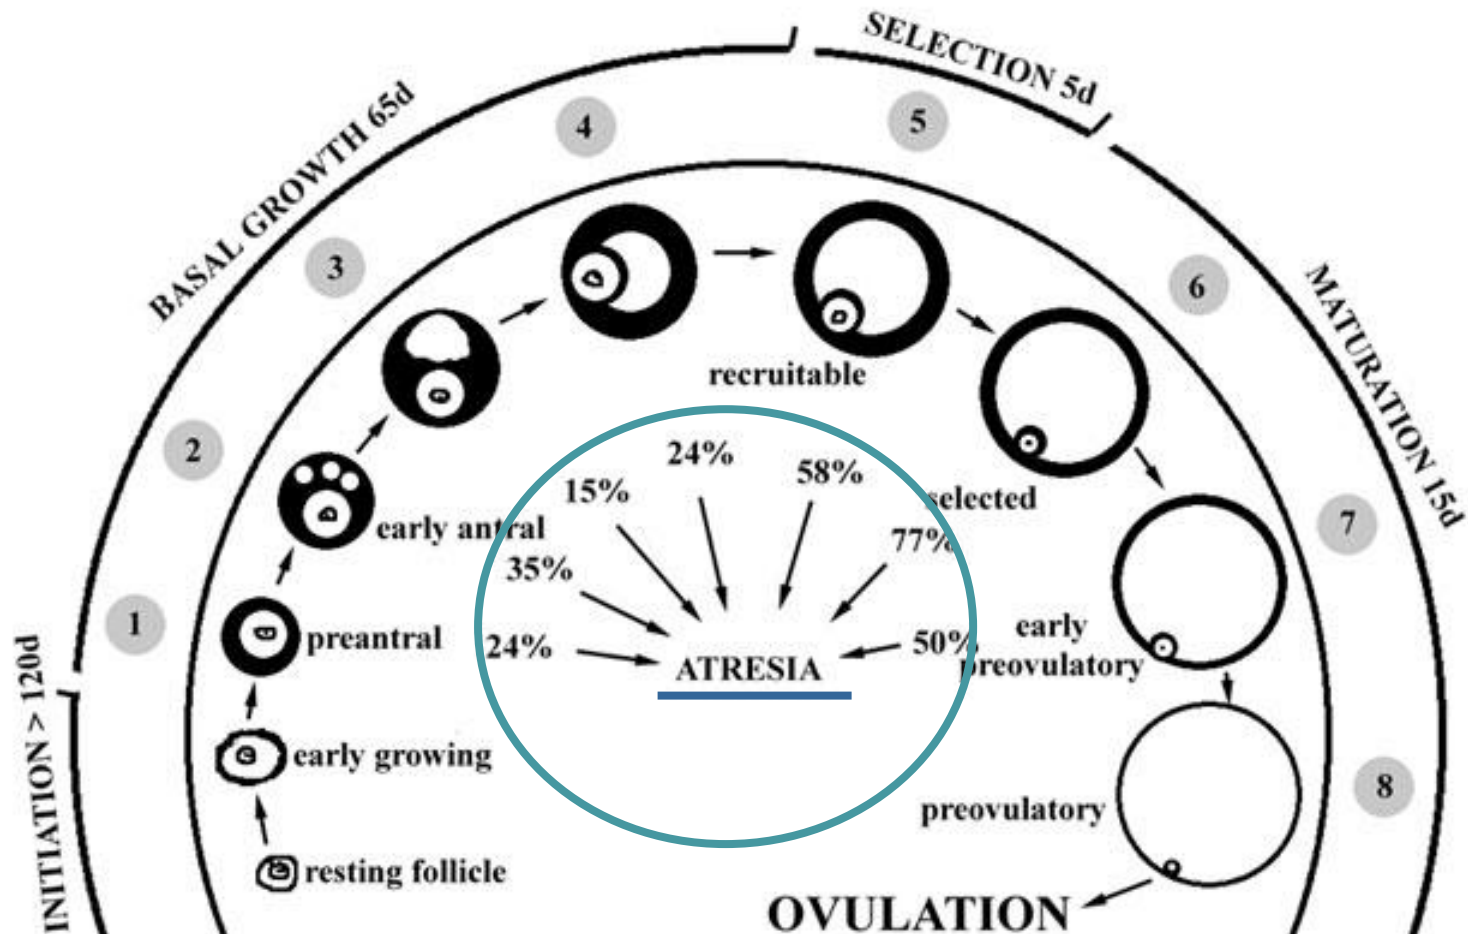 SELECTION 5d
BASAL GROWTH 65d
4
5
3
6
MATURATION 15d
recruitable
2
24%
58%
15%
selected
early antral
77%
7
35%
1
preantral
24%
50%
early
preovulatory
ATRESIA
INITIATION > 120d
early growing
8
preovulatory
resting follicle
OVULATION